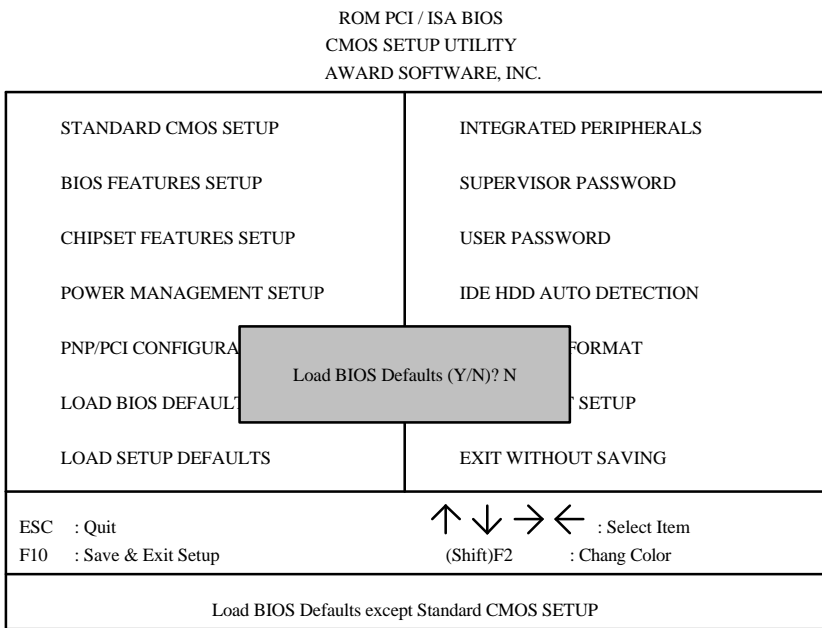 ROM PCI / ISA BIOS
CMOS SETUP UTILITY
AWARD SOFTWARE, INC.
STANDARD CMOS SETUP
BIOS FEATURES SETUP
CHIPSET FEATURES SETUP
POWER MANAGEMENT SETUP
PNP/PCI CONFIGURA
LOAD BIOS DEFAULT
LOAD SETUP DEFAULTS
INTEGRATED PERIPHERALS
SUPERVISOR PASSWORD
USER PASSWORD
IDE HDD AUTO DETECTION
FORMAT
SETUP
EXIT WITHOUT SAVING
Load BIOS Defaults (Y/N)? N
ESC : Quit
↑ ↓ → ← : Select Item
F10 : Save & Exit Setup
(Shift)F2 : Chang Color
Load BIOS Defaults except Standard CMOS SETUP